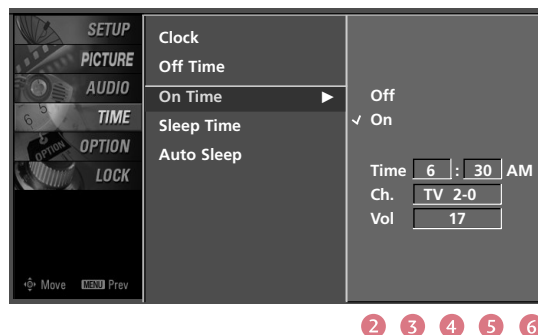 SETUP
PICTURE
AUDIO
TIME
OPTION
LOCK
Move MENU Prev
Clock
Off Time
On Time
Sleep Time
Auto Sleep
Off
On
Time 6 : 30 AM
Ch. TV 2-0
Vol 17
2 3 4 5 6